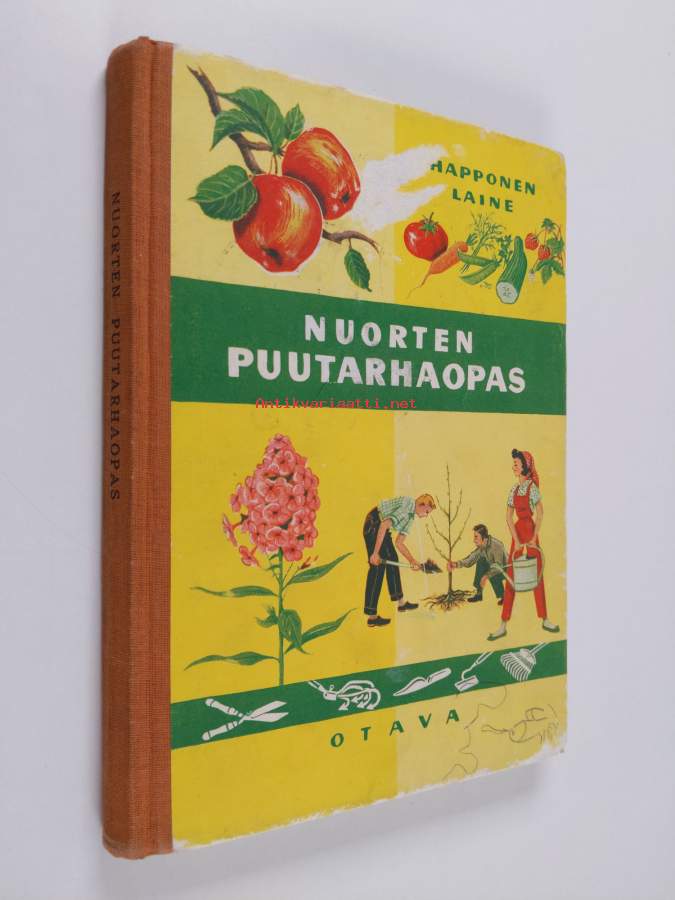 NUORTEN PUUTARHAOPAS
HAPPONEN
LAINE
NUORTEN
PUUTARHAOPAS
Antikvariaatti.net
OTAVA